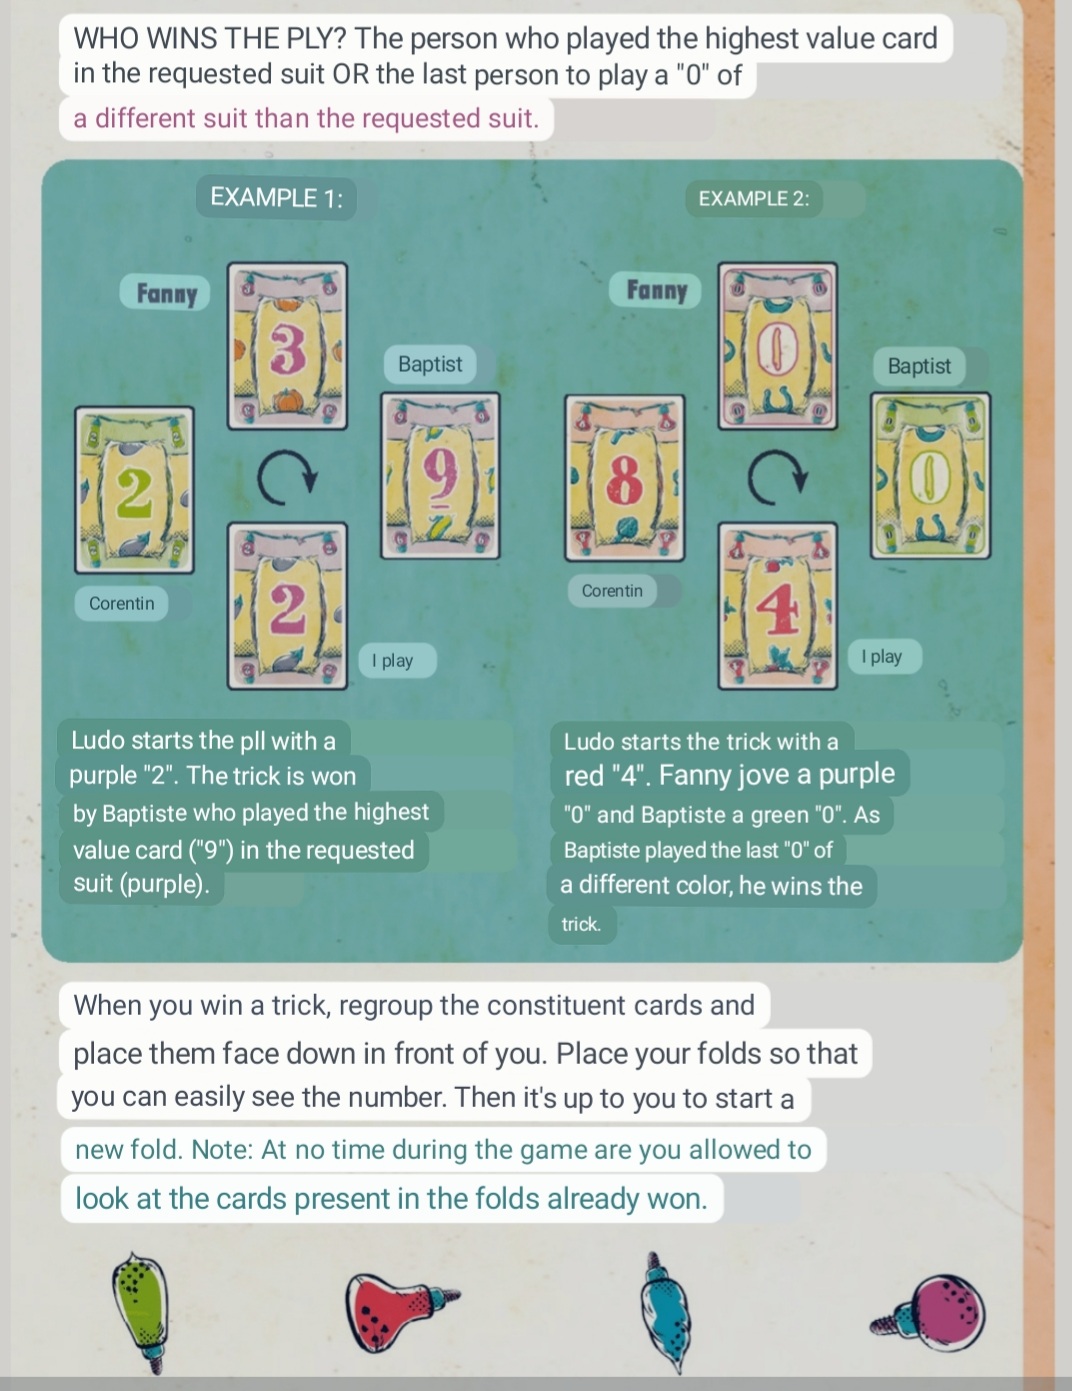 WHO WINS THE PLY? The person who played the highest value card
in the requested suit OR the last person to play a "0" of
a different suit than the requested suit.
EXAMPLE 1:
Fanny
3
Baptist
9
2
Corentin
2
I play
Ludo starts the pll with a
purple "2". The trick is won
by Baptiste who played the highest
value card ("9") in the requested
suit (purple).
EXAMPLE 2:
Fanny
0
Baptist
0
8
Corentin
4
I play
Ludo starts the trick with a
red "4". Fanny jove a purple
"0" and Baptiste a green "0". As
Baptiste played the last "0" of
a different color, he wins the
trick.
When you win a trick, regroup the constituent cards and
place them face down in front of you. Place your folds so that
you can easily see the number. Then it's up to you to start a
new fold. Note: At no time during the game are you allowed to
look at the cards present in the folds already won.